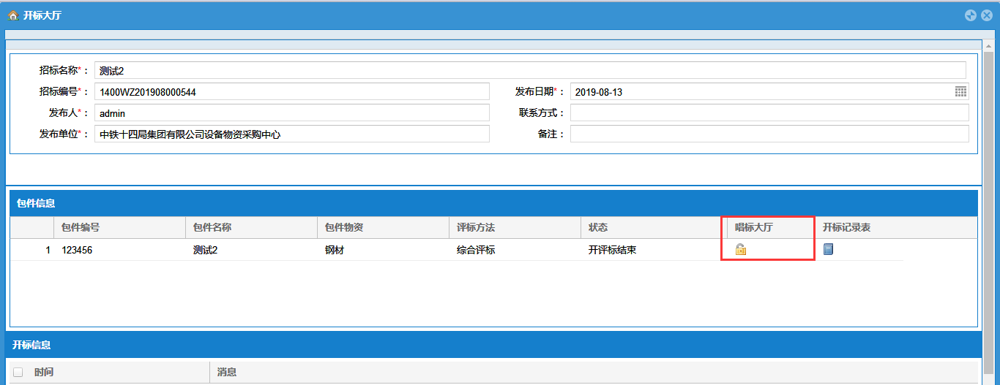 开标大厅
招标名称*： 测试2
招标编号*： 1400WZ201908000544 发布日期*： 2019-08-13
发布人*： admin 联系方式：
发布单位*： 中铁十四局集团有限公司设备物资采购中心 备注：
包件信息
包件编号 包件名称 包件物资 评标方法 状态 唱标大厅 开标记录表
1 123456 测试2 钢材 综合评标 开评标结束
开标信息
时间 消息